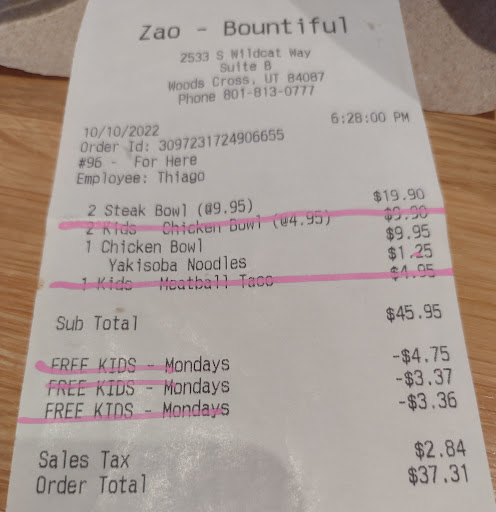 Zao - Bountiful
2533 S Wildcat Way
Suite B
Woods Cross, UT 84087
Phone 801-813-0777
10/10/2022 6:28:00 PM
Order Id: 3097231724906655
#96 - For Here
Employee: Thiago
2 Steak Bowl (@9.95) $19.90
2 Kids - Chicken Bowl (@4.95) $9.90
1 Chicken Bowl $9.95
Yakisoba Noodles $1.25
1 Kids - Meatball Taco $4.95
Sub Total $45.95
FREE KIDS - Mondays -$4.75
FREE KIDS - Mondays -$3.37
FREE KIDS - Mondays -$3.36
Sales Tax $2.84
Order Total $37.31